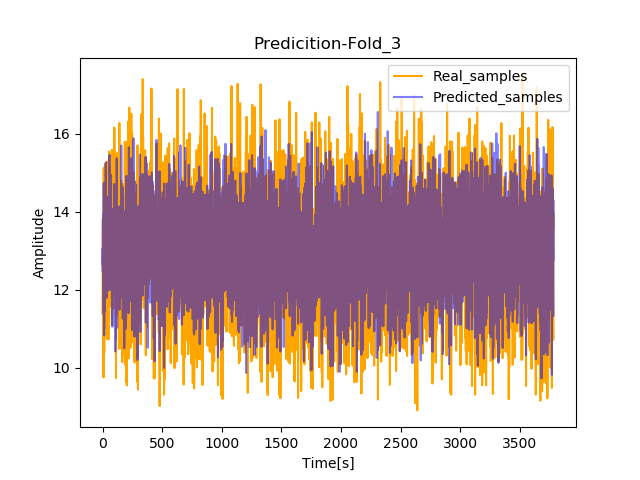 Predicition-Fold_3
Real_samples
Predicted_samples
16
14
12
10
Amplitude
0 500 1000 1500 2000 2500 3000 3500
Time[s]